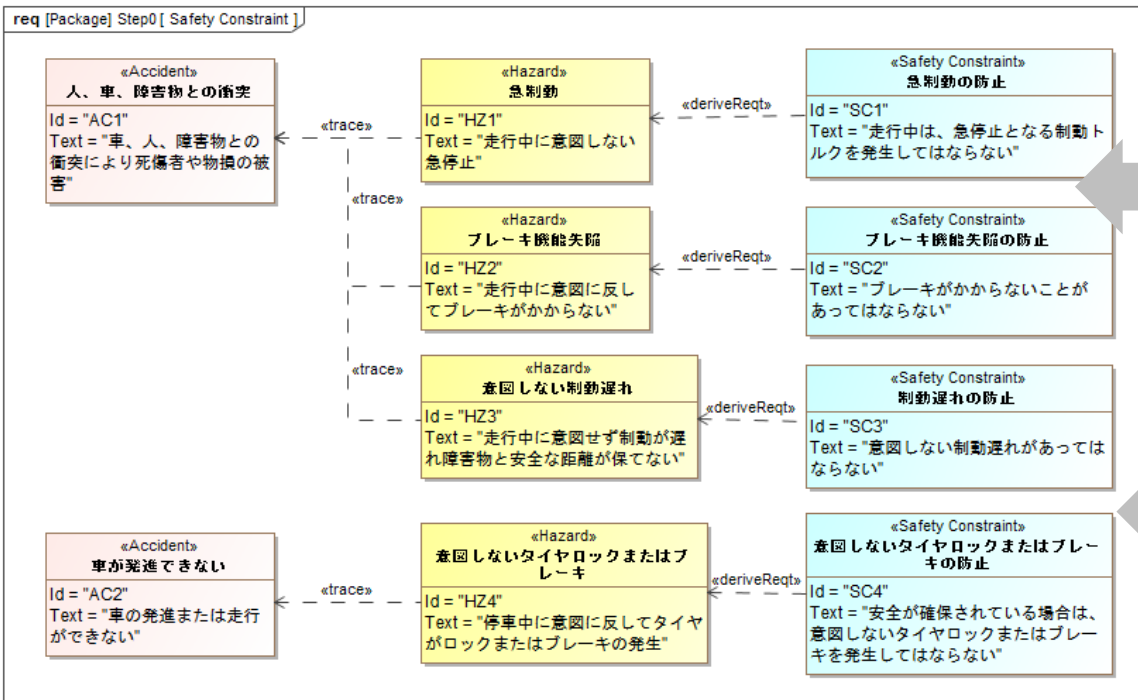 req [Package] Step0 [ Safety Constraint ]
«Accident»
人、車、障害物との衝突
Id = "AC1"
Text = "車、人、障害物との
衝突により死傷者や物損の被
害"
«trace»
«trace»
«trace»
«Hazard»
急制動
Id = "HZ1"
Text = "走行中に意図しない
急停止"
«deriveReqt»
«Safety Constraint»
急制動の防止
Id = "SC1"
Text = "走行中は、急停止となる制動ト
ルクを発生してはならない"
«Hazard»
ブレーキ機能失陥
Id = "HZ2"
Text = "走行中に意図に反し
てブレーキがかからない"
«deriveReqt»
«Safety Constraint»
ブレーキ機能失陥の防止
Id = "SC2"
Text = "ブレーキがかからないことが
あってはならない"
«Hazard»
意図しない制動遅れ
Id = "HZ3"
Text = "走行中に意図せず制動が遅
れ障害物と安全な距離が保てない"
«deriveReqt»
«Safety Constraint»
制動遅れの防止
Id = "SC3"
Text = "意図しない制動遅れがあっては
ならない"
«Accident»
車が発進できない
Id = "AC2"
Text = "車の発進または走行
ができない"
«trace»
«Hazard»
意図しないタイヤロックまたはブ
レーキ
Id = "HZ4"
Text = "停車中に意図に反してタイヤ
がロックまたはブレーキの発生"
«deriveReqt»
«Safety Constraint»
意図しないタイヤロックまたはブレー
キの防止
Id = "SC4"
Text = "安全が確保されている場合は、
意図しないタイヤロックまたはブレー
キを発生してはならない"